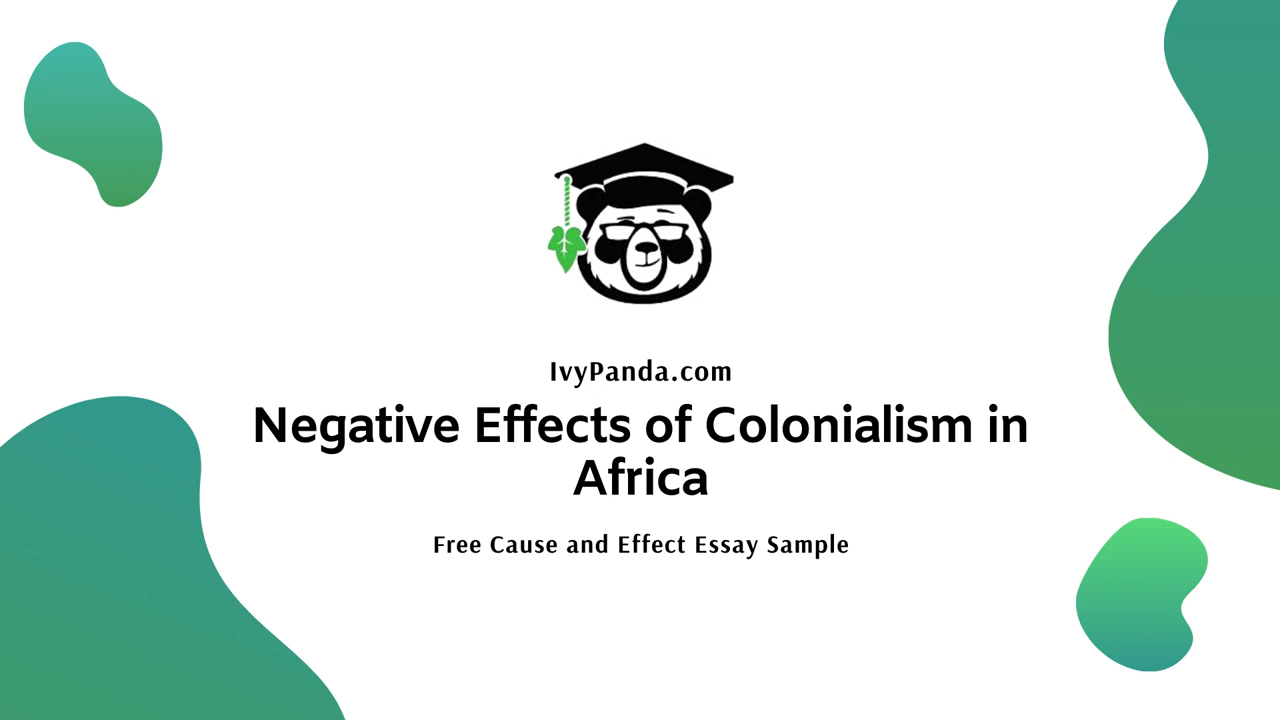 IvyPanda.com
Negative Effects of Colonialism in
Africa
Free Cause and Effect Essay Sample